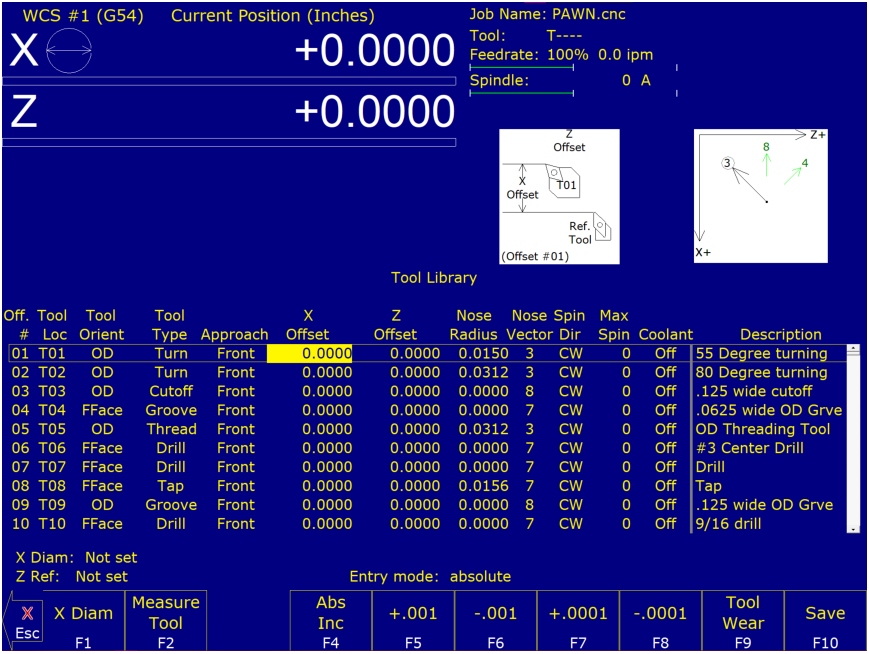 WCS #1 (G54) Current Position (Inches)
Job Name: PAWN.cnc
X +0.0000
Tool: T----
Feedrate: 100% 0.0 ipm
Spindle: 0 A
Z +0.0000
Z
Offset
X
Offset
T01
Ref.
Tool
(Offset #01)
Z+
8
3
4
X+
Tool Library
Off. Tool Tool Tool X Z Nose Nose Spin Max
# Loc Orient Type Approach Offset Offset Radius Vector Dir Spin Coolant Description
01 T01 OD Turn Front 0.0000 0.0000 0.0150 3 CW 0 Off 55 Degree turning
02 T02 OD Turn Front 0.0000 0.0000 0.0312 3 CW 0 Off 80 Degree turning
03 T03 OD Cutoff Front 0.0000 0.0000 0.0000 8 CW 0 Off .125 wide cutoff
04 T04 FFace Groove Front 0.0000 0.0000 0.0000 7 CW 0 Off .0625 wide OD Grve
05 T05 OD Thread Front 0.0000 0.0000 0.0312 3 CW 0 Off OD Threading Tool
06 T06 FFace Drill Front 0.0000 0.0000 0.0000 7 CW 0 Off #3 Center Drill
07 T07 FFace Drill Front 0.0000 0.0000 0.0000 7 CW 0 Off Drill
08 T08 FFace Tap Front 0.0000 0.0000 0.0156 7 CW 0 Off Tap
09 T09 OD Groove Front 0.0000 0.0000 0.0000 8 CW 0 Off .125 wide OD Grve
10 T10 FFace Drill Front 0.0000 0.0000 0.0000 7 CW 0 Off 9/16 drill
X Diam: Not set
Z Ref: Not set Entry mode: absolute
X
Esc
X Diam
F1
Measure
Tool
F2
Abs
Inc
F4
+.001
F5
-.001
F6
+.0001
F7
-.0001
F8
Tool
Wear
F9
Save
F10